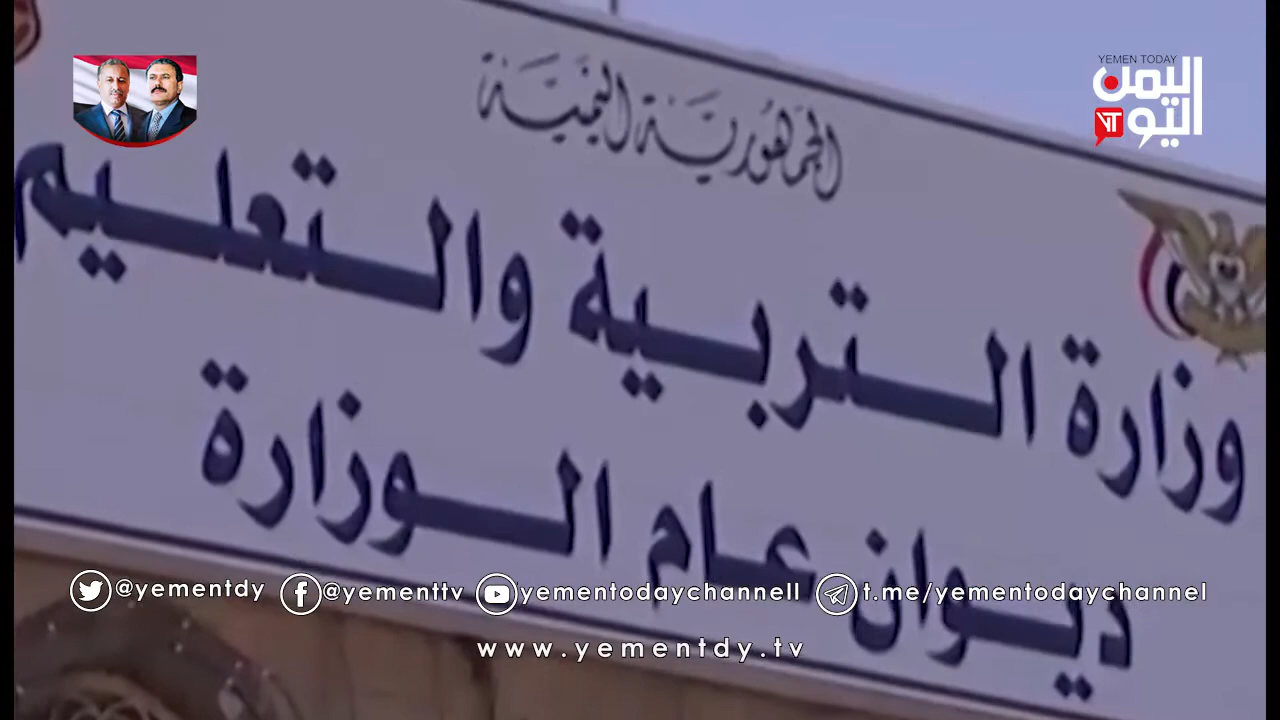 YEMEN TODAY
اليمن
اليوم
YT
الجمهورية اليمنية
وزارة التربية والتعليم
ديوان عام الوزارة
@yementdy @yementtv yementodaychannell t.me/yementodaychannel
www.yementdy.tv